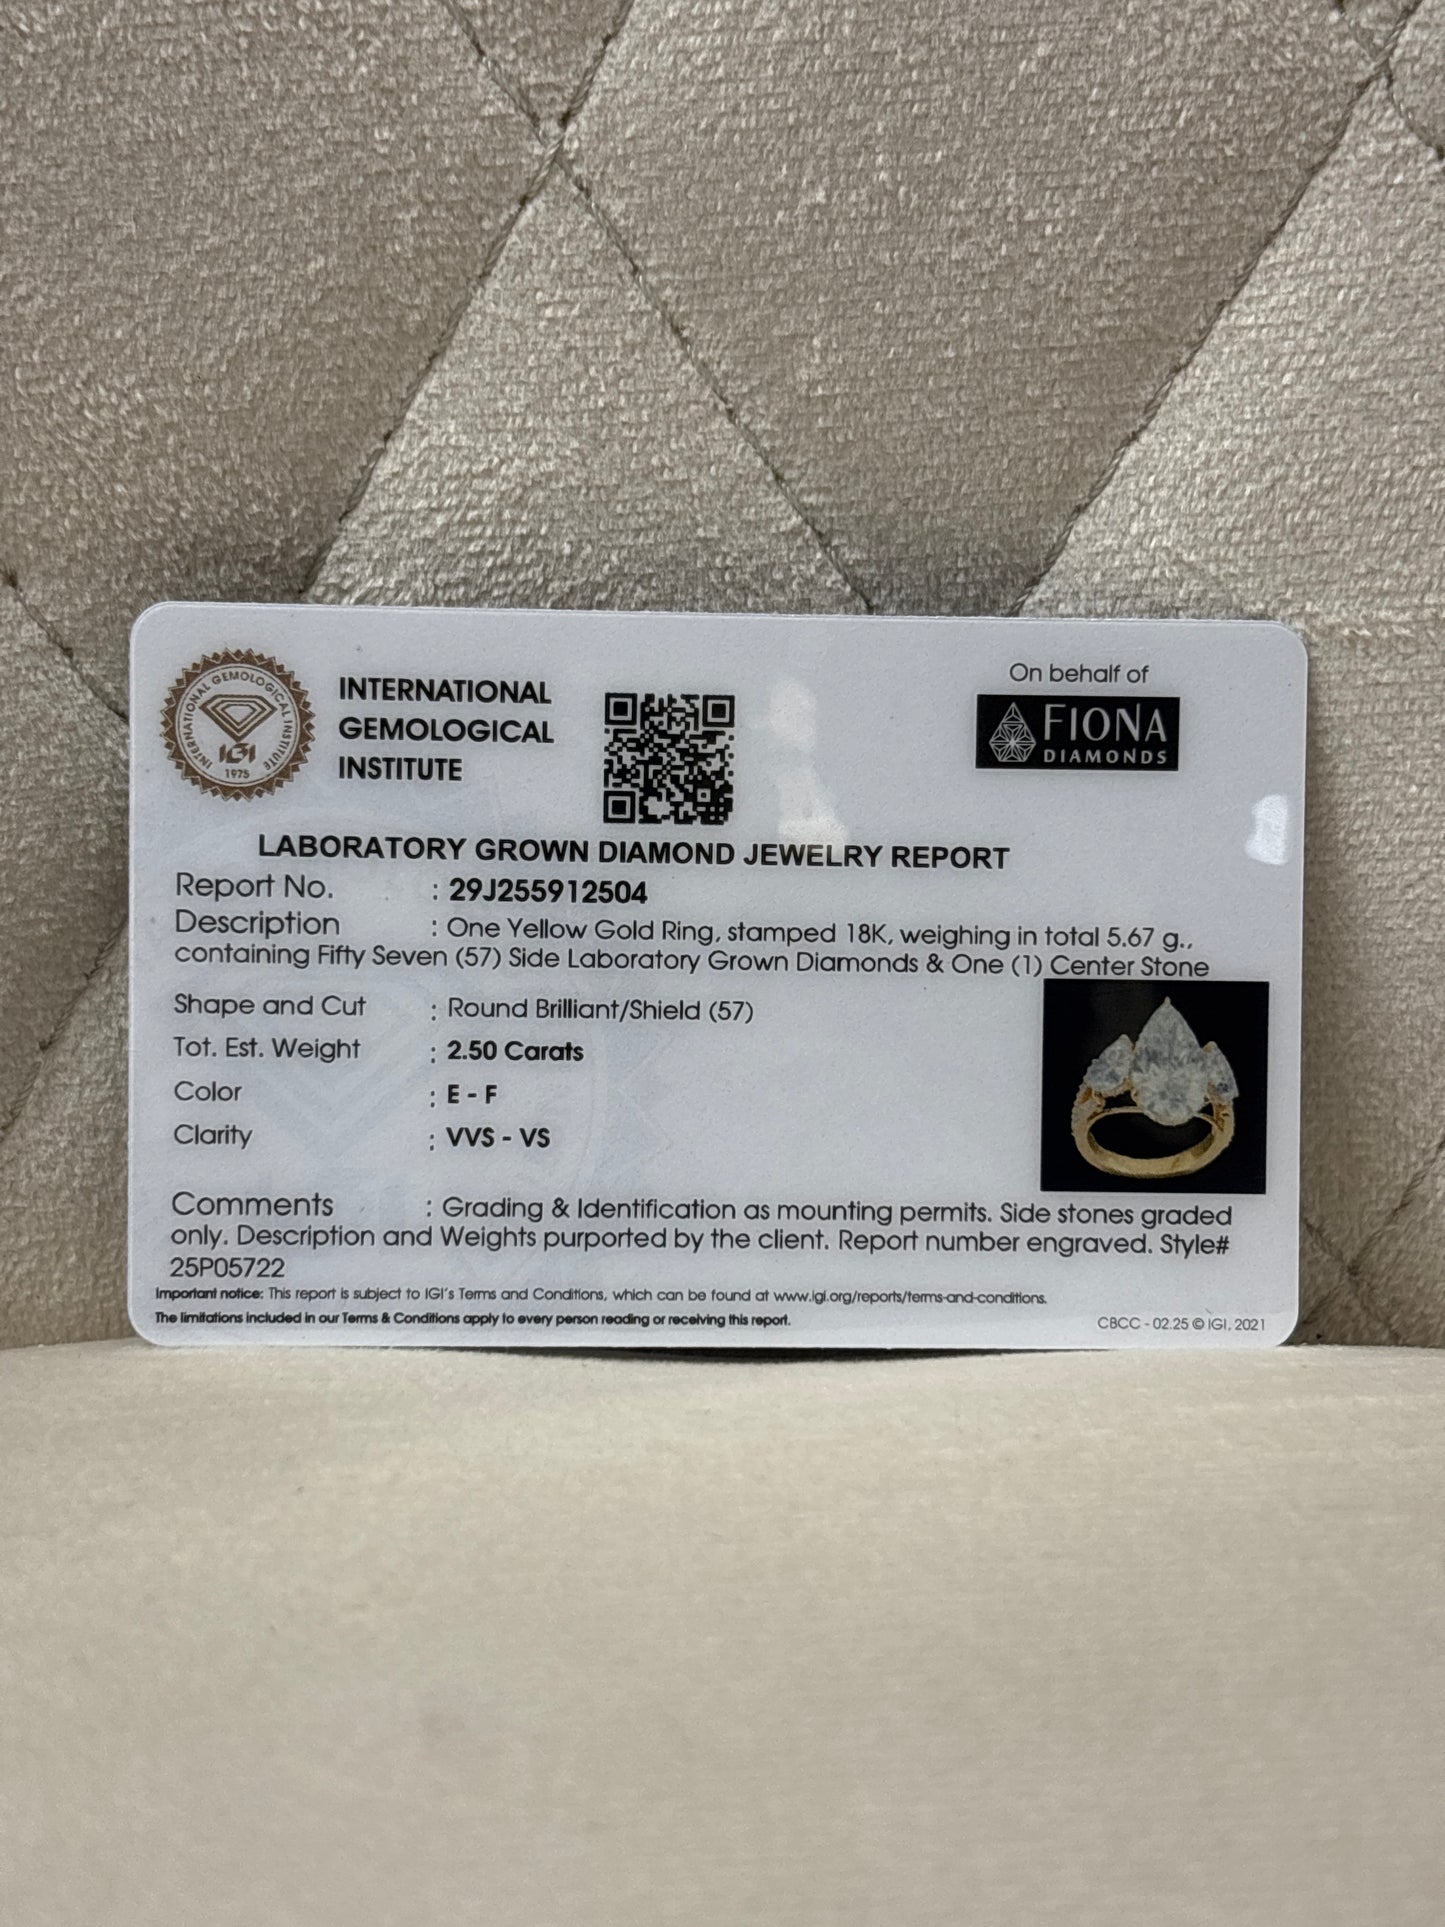 INTERNATIONAL GEMOLOGICAL INSTITUTE
IGI
1975
INTERNATIONAL
GEMOLOGICAL
INSTITUTE
On behalf of
FIONA
DIAMONDS
LABORATORY GROWN DIAMOND JEWELRY REPORT
Report No. : 29J255912504
Description : One Yellow Gold Ring, stamped 18K, weighing in total 5.67 g.,
containing Fifty Seven (57) Side Laboratory Grown Diamonds & One (1) Center Stone
Shape and Cut : Round Brilliant/Shield (57)
Tot. Est. Weight : 2.50 Carats
Color : E - F
Clarity : VVS - VS
Comments : Grading & Identification as mounting permits. Side stones graded
only. Description and Weights purported by the client. Report number engraved. Style#
25P05722
Important notice: This report is subject to IGI's Terms and Conditions, which can be found at www.igi.org/reports/terms-and-conditions.
The limitations included in our Terms & Conditions apply to every person reading or receiving this report.
CBCC - 02.25 © IGI, 2021